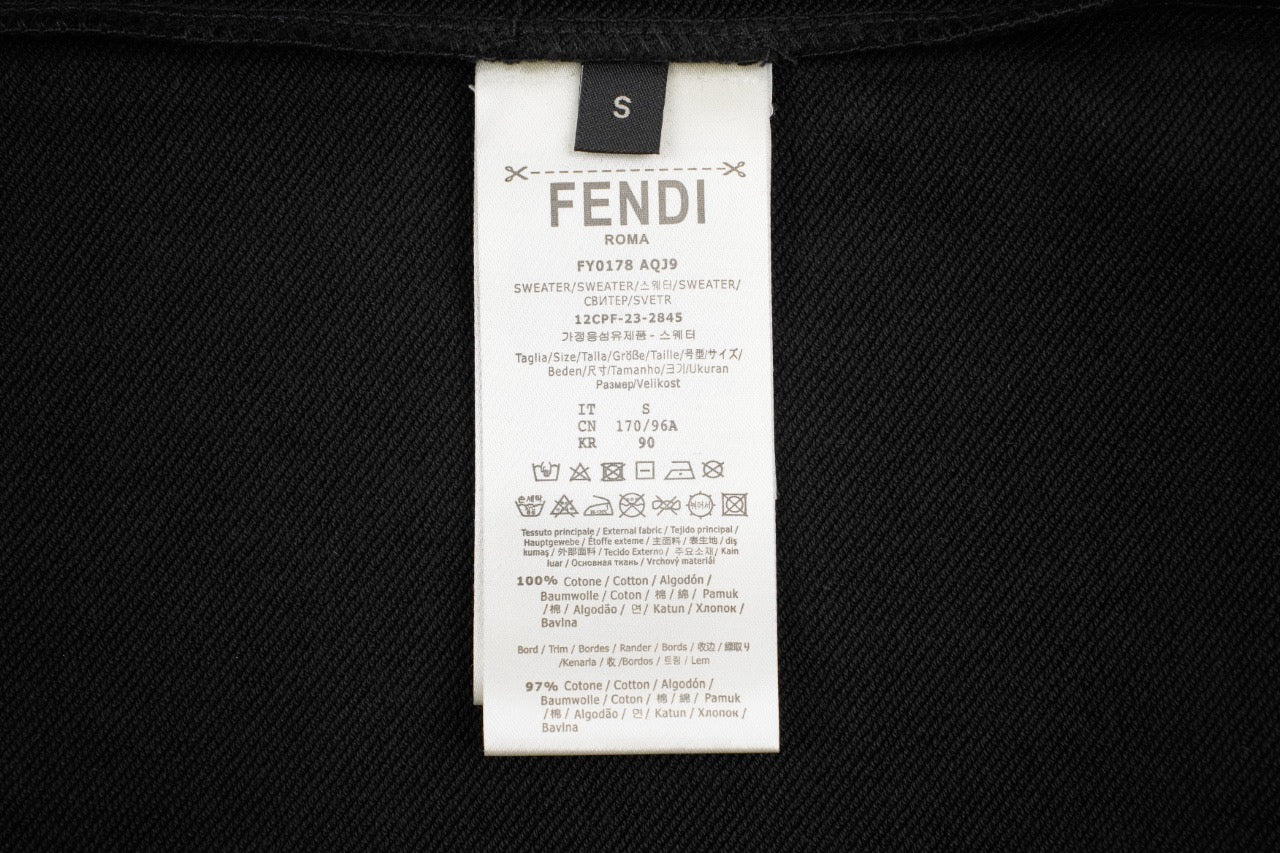 S
FENDI
ROMA
FY0178 AQJ9
SWEATER/SWEATER/스웨터/SWEATER/
СВИТЕР/SVETR
12CPF-23-2845
가정용섬유제품 - 스웨터
Taglia/Size/Talla/Größe/Taille/号型/サイズ/
Beden/尺寸/Tamanho/크기/Ukuran
Размер/Velikost
IT S
CN 170/96A
KR 90
손세탁
Tessuto principale / External fabric / Tejido principal /
Hauptgewebe / Étoffe externe / 主面料 / 表生地 / diş
kumaş / 外部面料 / Tecido Externo / 주요소재 / Kain
luar / Основная ткань / Vrchový materiál
100% Cotone / Cotton / Algodón /
Baumwolle / Coton / 棉 / 綿 / Pamuk
/ 棉 / Algodão / 면 / Katun / Хлопок /
Bavlna
Bord / Trim / Bordes / Rander / Bords / 收边 / 縁取り
/Kenarla / 收 /Bordos / 트림 / Lem
97% Cotone / Cotton / Algodón /
Baumwolle / Coton / 棉 / 綿 / Pamuk
/ 棉 / Algodão / 면 / Katun / Хлопок /
Bavlna